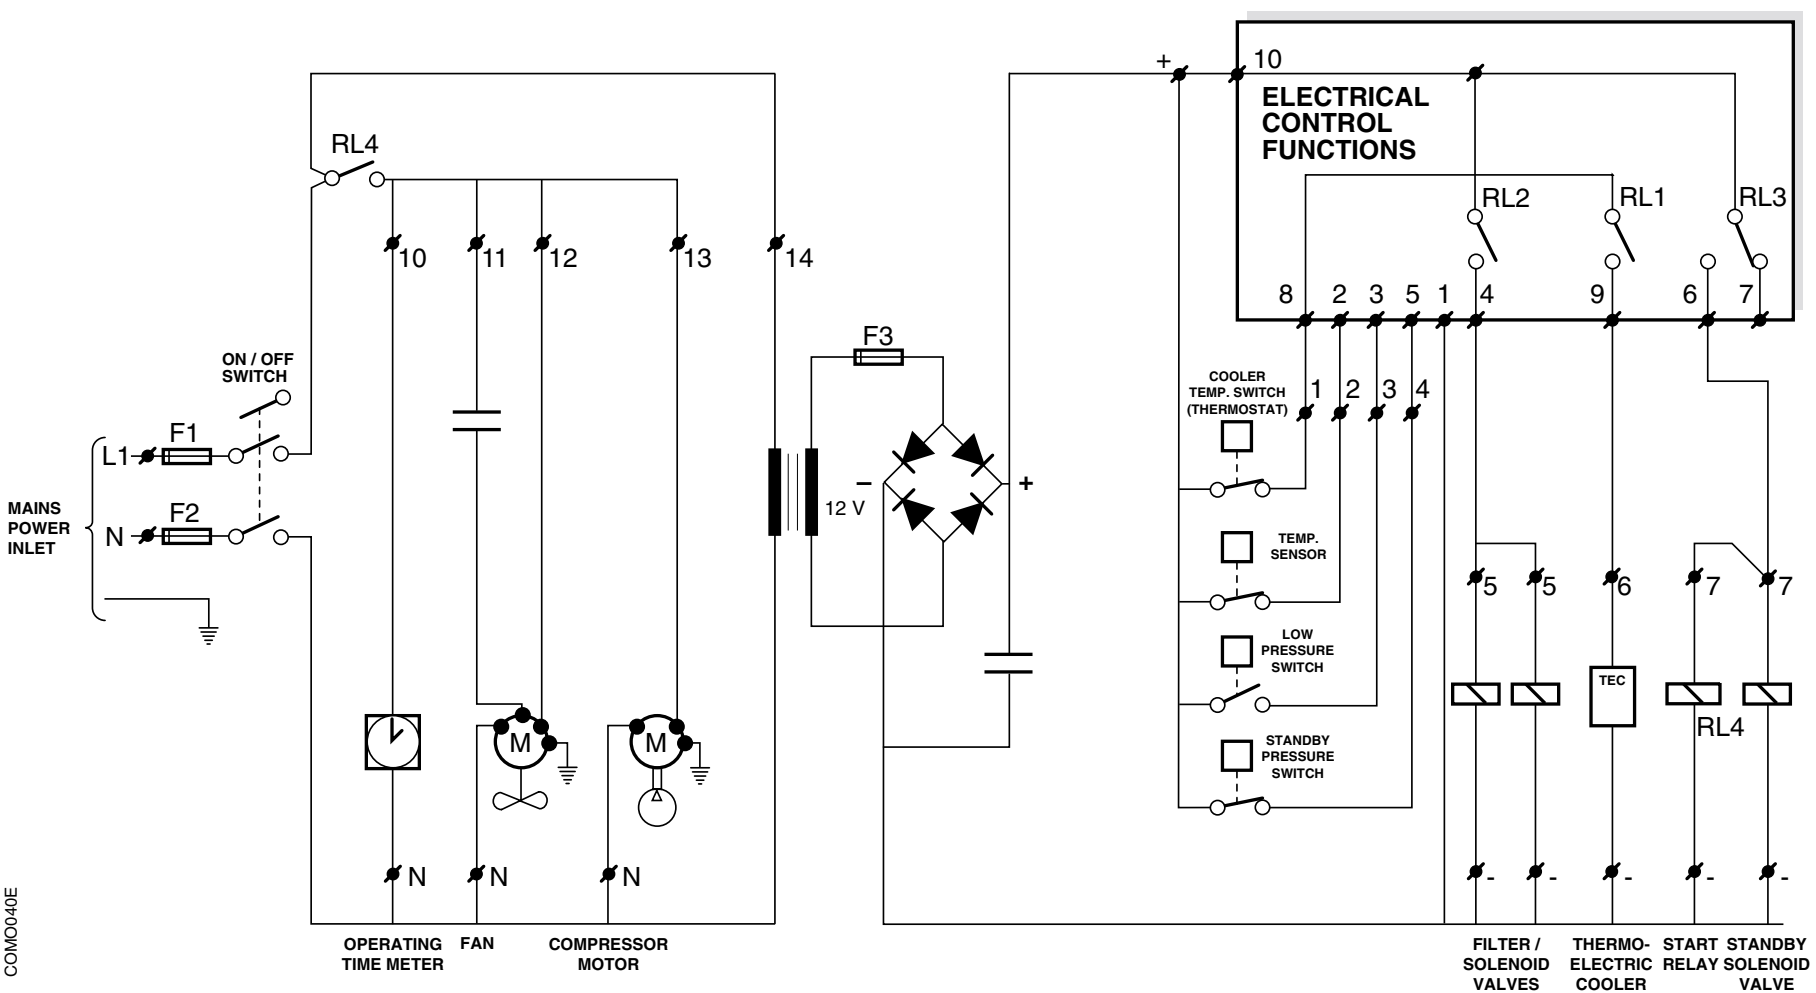 +
10
ELECTRICAL
CONTROL
FUNCTIONS
RL4
RL2
RL1
RL3
10
11
12
13
14
8
2
3
5
1
4
9
6
7
F3
ON / OFF
SWITCH
COOLER
TEMP. SWITCH
(THERMOSTAT)
1
2
3
4
F1
L1
MAINS
POWER
INLET
F2
N
–
+
12 V
TEMP.
SENSOR
5
5
6
7
7
LOW
PRESSURE
SWITCH
TEC
RL4
M
M
STANDBY
PRESSURE
SWITCH
N
N
N
-
-
-
-
-
OPERATING
TIME METER
FAN
COMPRESSOR
MOTOR
FILTER /
SOLENOID
VALVES
THERMO-
ELECTRIC
COOLER
START
RELAY
STANDBY
SOLENOID
VALVE
COMO040E